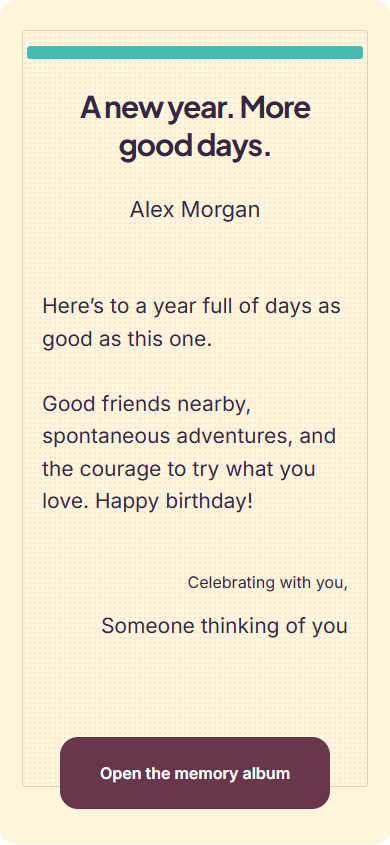 A new year. More
good days.
Alex Morgan
Here’s to a year full of days as
good as this one.
Good friends nearby,
spontaneous adventures, and
the courage to try what you
love. Happy birthday!
Celebrating with you,
Someone thinking of you
Open the memory album